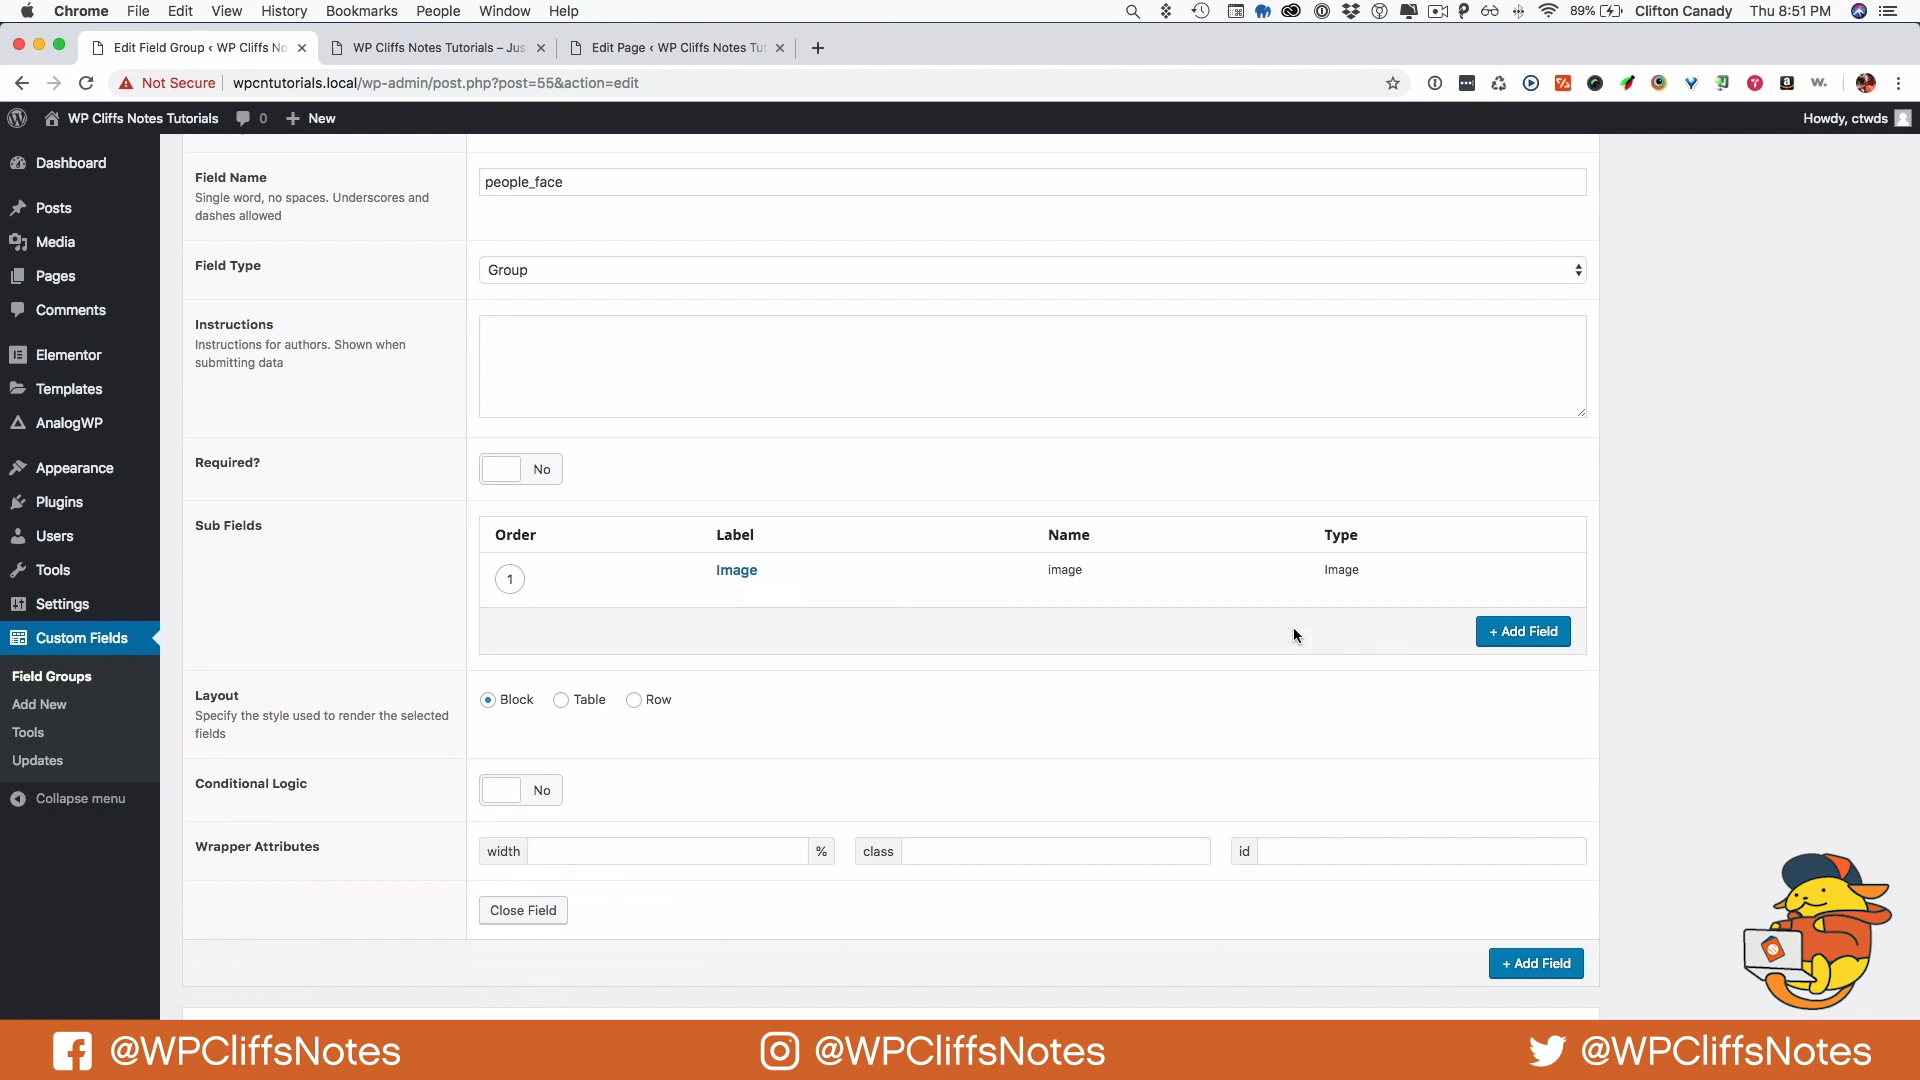 Chrome File Edit View History Bookmarks People Window Help 89% Clifton Canady Thu 8:51 PM
Edit Field Group ‹ WP Cliffs No WP Cliffs Notes Tutorials – Jus Edit Page ‹ WP Cliffs Notes Tut
Not Secure wpcntutorials.local/wp-admin/post.php?post=55&action=edit
WP Cliffs Notes Tutorials 0 New Howdy, ctwds
Dashboard
Posts
Media
Pages
Comments
Elementor
Templates
AnalogWP
Appearance
Plugins
Users
Tools
Settings
Custom Fields
Field Groups
Add New
Tools
Updates
Collapse menu
Field Name
Single word, no spaces. Underscores and
dashes allowed
people_face
Field Type
Group
Instructions
Instructions for authors. Shown when
submitting data
Required?
No
Sub Fields
Order Label Name Type
1 Image image Image
+ Add Field
Layout
Specify the style used to render the selected
fields
Block Table Row
Conditional Logic
No
Wrapper Attributes
width % class id
Close Field
+ Add Field
@WPCliffsNotes @WPCliffsNotes @WPCliffsNotes